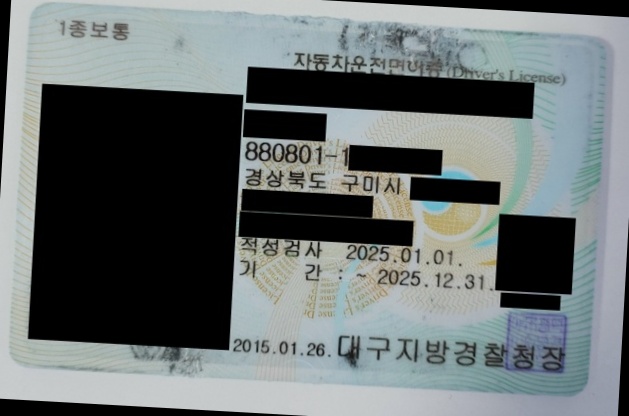 1종보통
자동차운전면허증 (Driver's License)
880801-1
경상북도 구미시
적성검사 2025.01.01.
기 간 : ~ 2025.12.31.
2015.01.26. 대구지방경찰청장